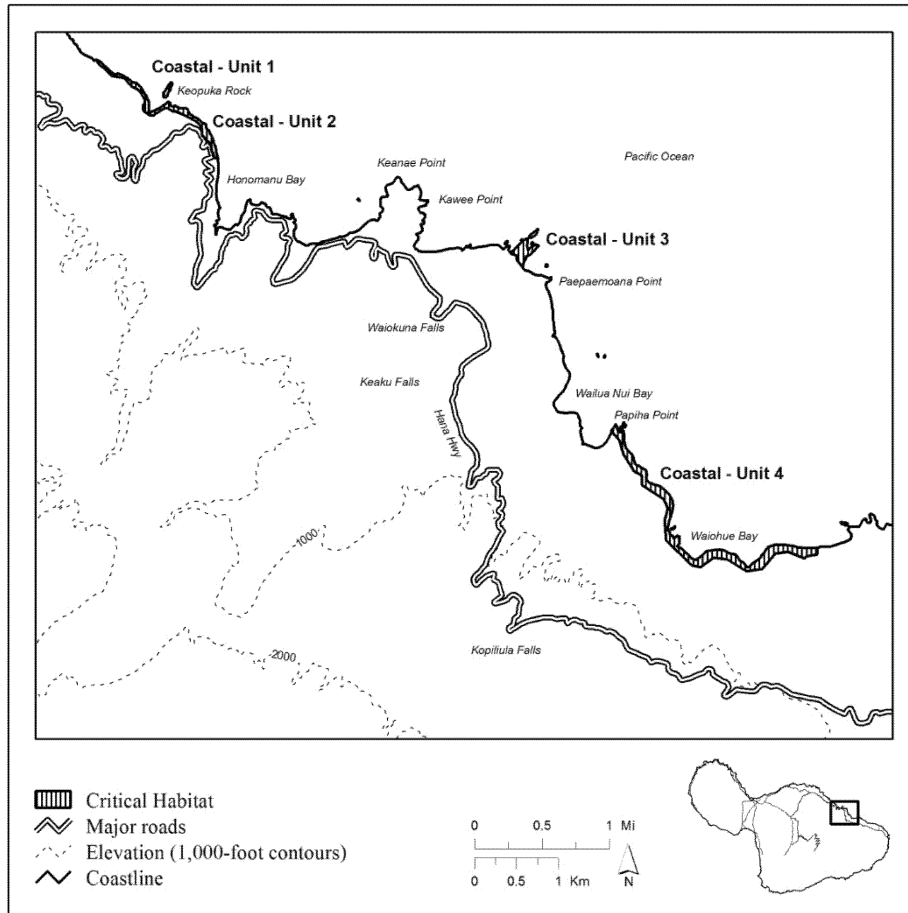 Coastal - Unit 1
Keopuka Rock
Coastal - Unit 2
Pacific Ocean
Keanae Point
Honomanu Bay
Kawee Point
Coastal - Unit 3
Paepaemoana Point
Waiokuna Falls
Keaku Falls
Wailua Nui Bay
Papiha Point
Hana Hwy
Coastal - Unit 4
1000
Waiohue Bay
Kopiliula Falls
2000
Critical Habitat
Major roads
Elevation (1,000-foot contours)
Coastline
0 0.5 1 Mi
0 0.5 1 Km
N